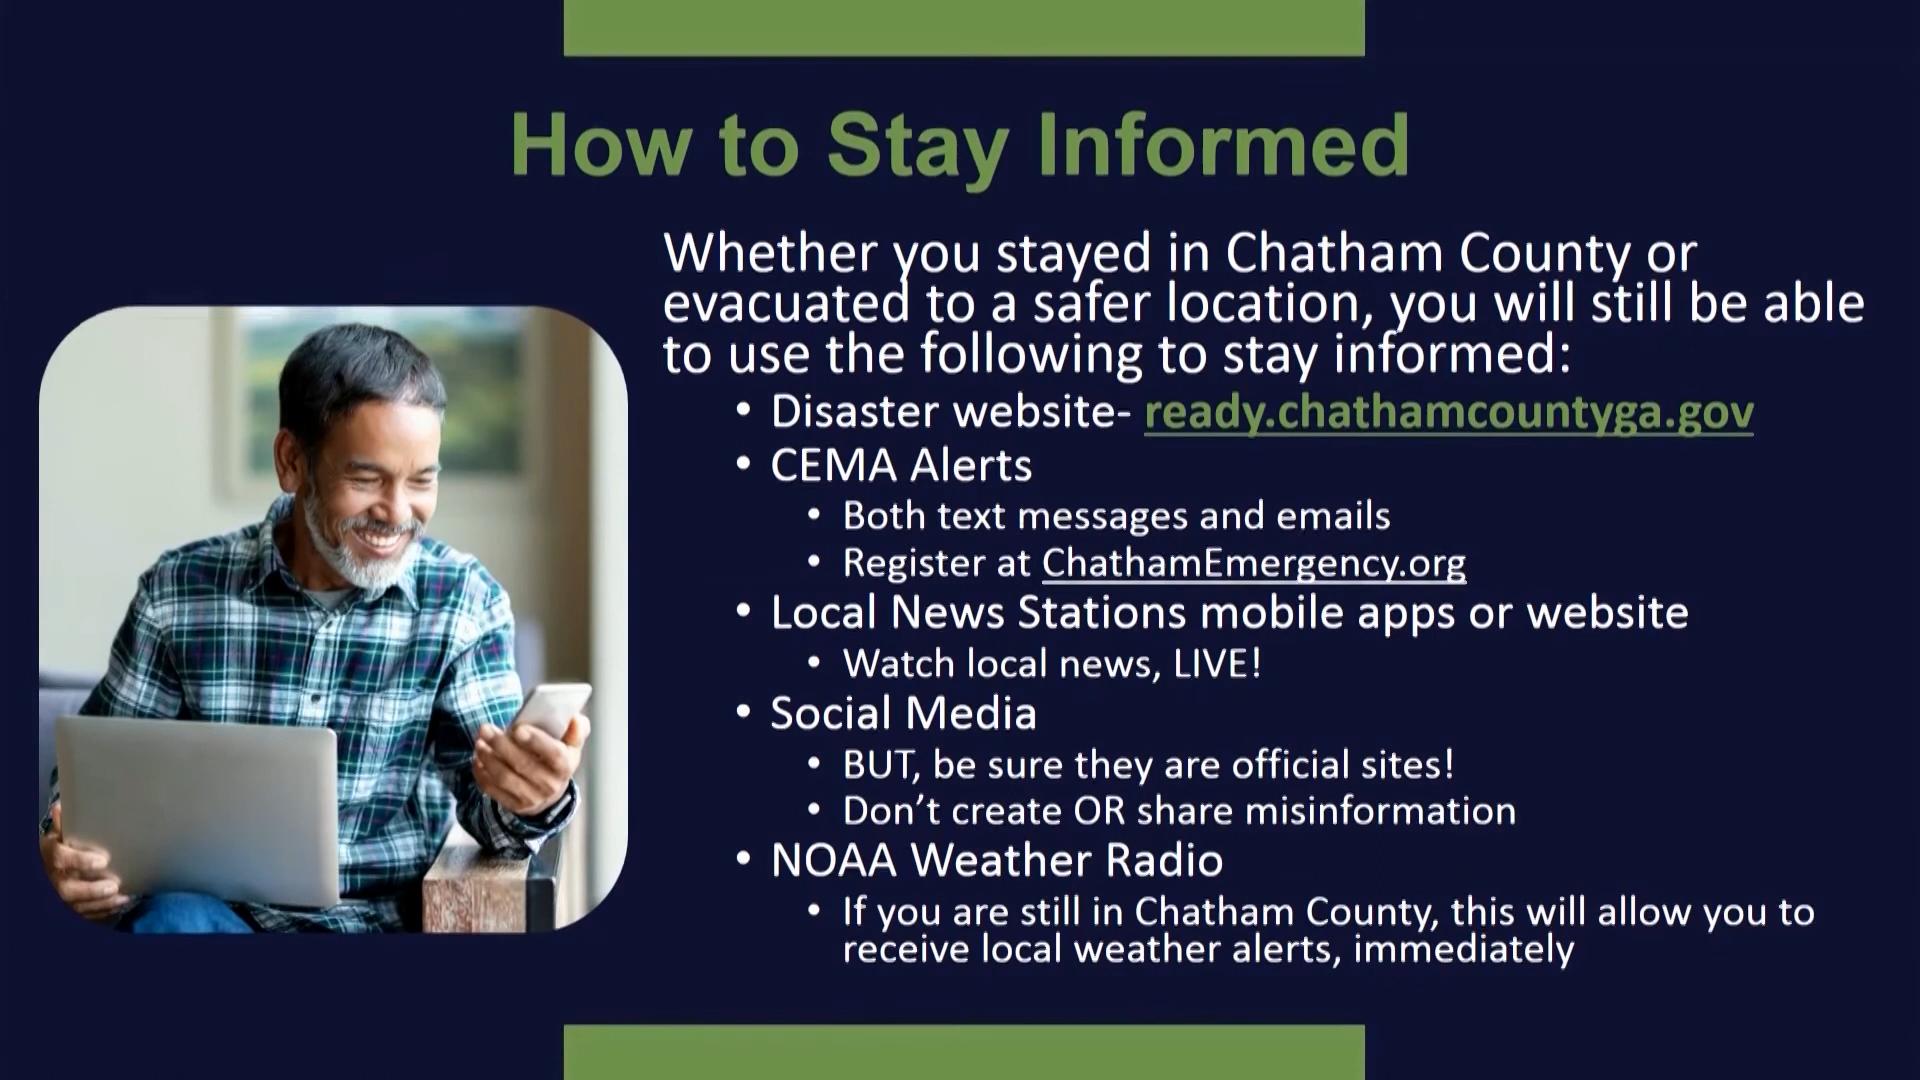 How to Stay Informed
Whether you stayed in Chatham County or
evacuated to a safer location, you will still be able
to use the following to stay informed:
• Disaster website- ready.chathamcountyga.gov
• CEMA Alerts
• Both text messages and emails
• Register at ChathamEmergency.org
• Local News Stations mobile apps or website
• Watch local news, LIVE!
• Social Media
• BUT, be sure they are official sites!
• Don’t create OR share misinformation
• NOAA Weather Radio
• If you are still in Chatham County, this will allow you to
receive local weather alerts, immediately